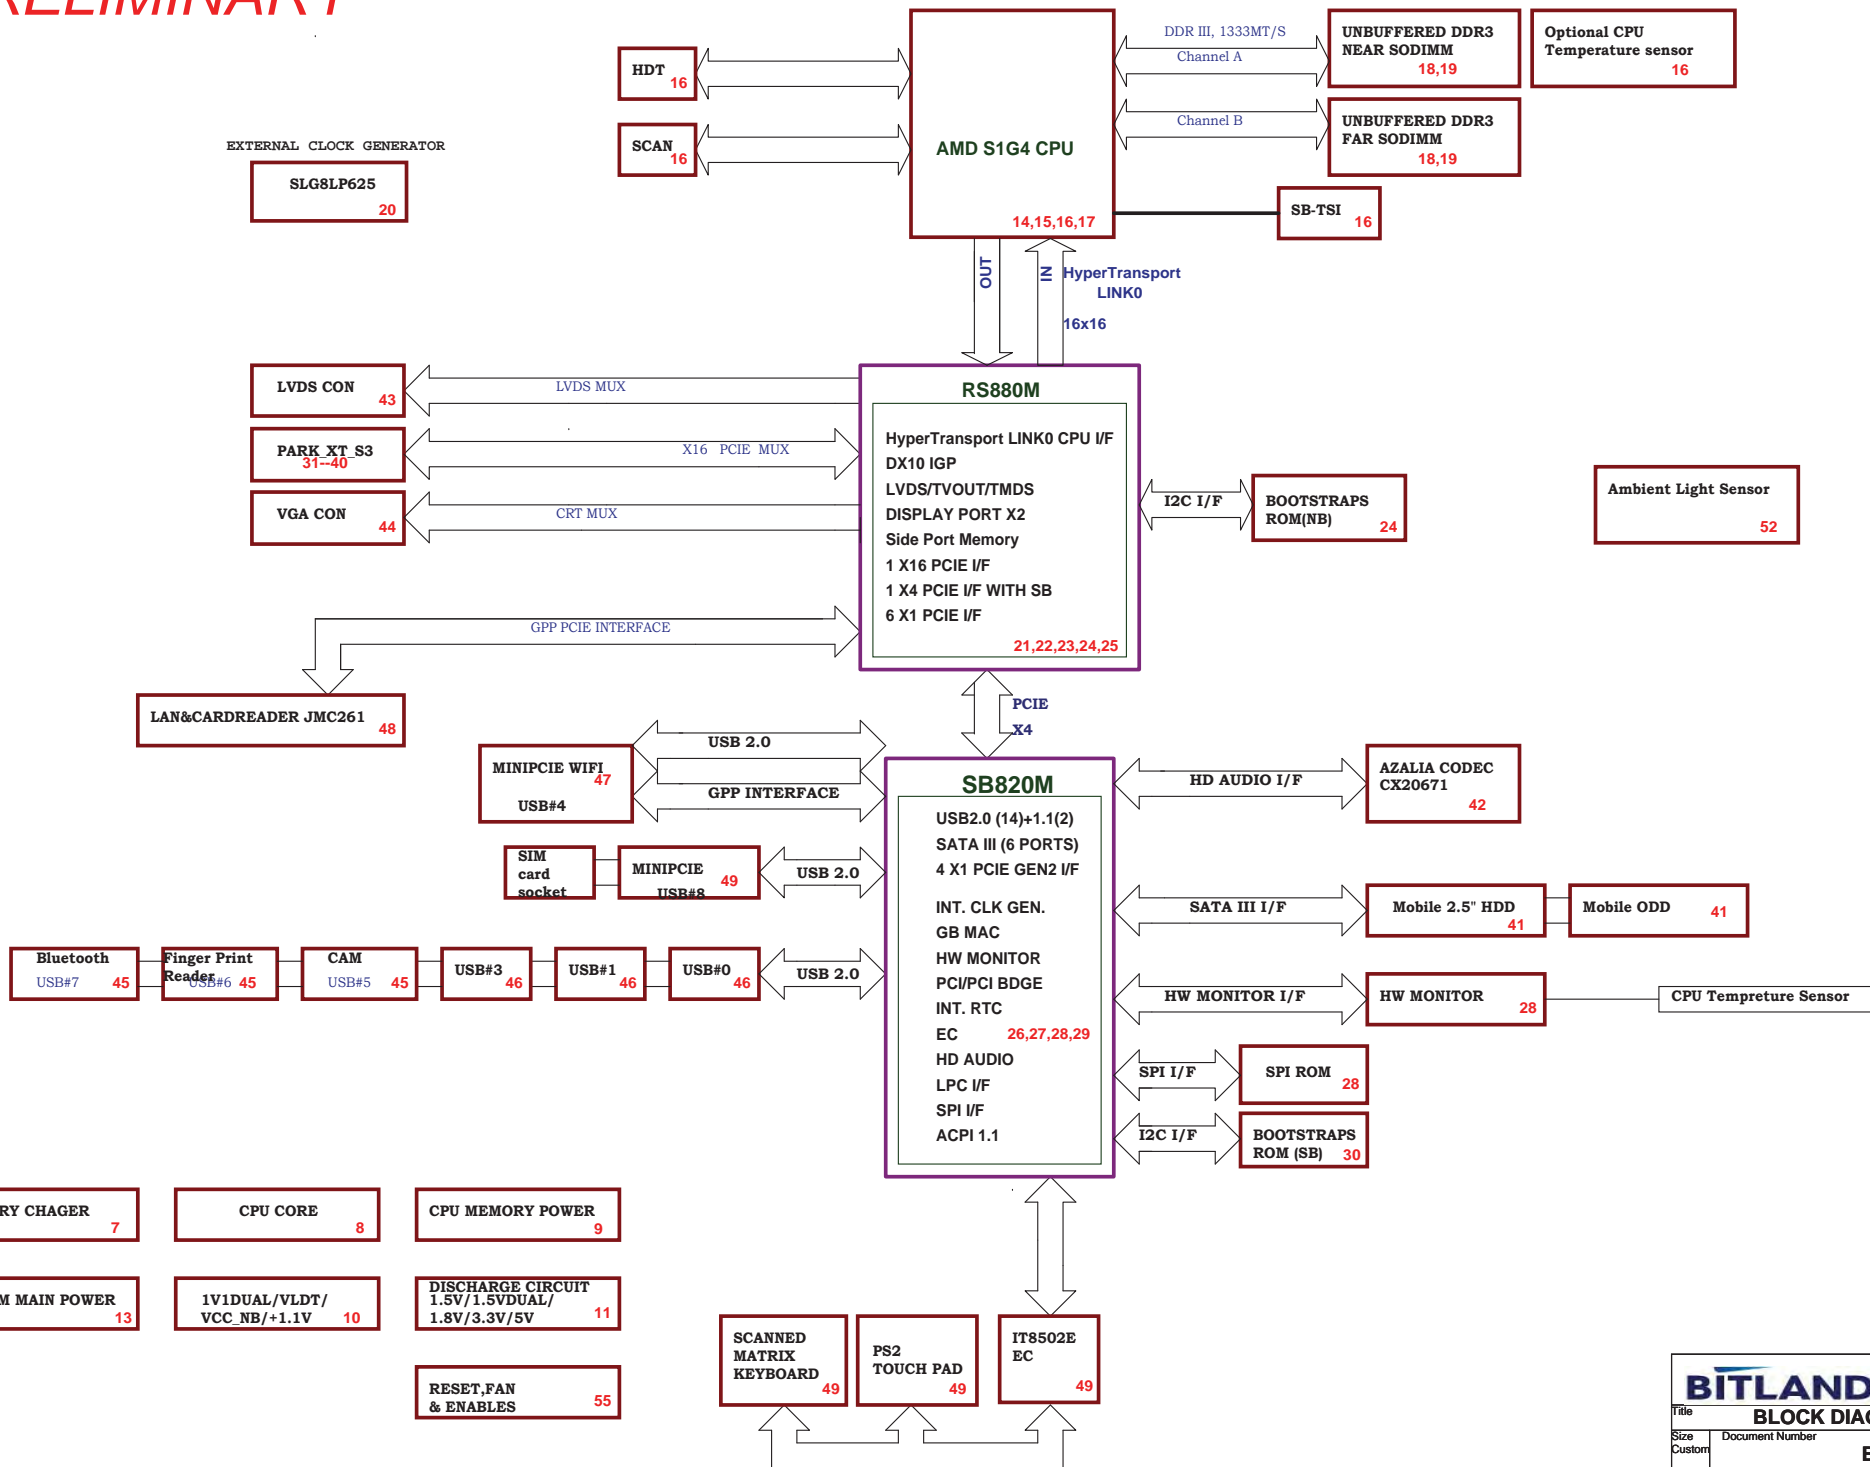 HDT
16
SCAN
16
EXTERNAL CLOCK GENERATOR
SLG8LP625
20
AMD S1G4 CPU
14,15,16,17
DDR III, 1333MT/S
Channel A
Channel B
UNBUFFERED DDR3
NEAR SODIMM
18,19
UNBUFFERED DDR3
FAR SODIMM
18,19
Optional CPU
Temperature sensor
16
SB-TSI
16
OUT
IN
HyperTransport
LINK0
16x16
LVDS CON
43
LVDS MUX
PARK_XT_S3
31--40
X16 PCIE MUX
VGA CON
44
CRT MUX
RS880M
HyperTransport LINK0 CPU I/F
DX10 IGP
LVDS/TVOUT/TMDS
DISPLAY PORT X2
Side Port Memory
1 X16 PCIE I/F
1 X4 PCIE I/F WITH SB
6 X1 PCIE I/F
21,22,23,24,25
I2C I/F
BOOTSTRAPS
ROM(NB)
24
Ambient Light Sensor
52
GPP PCIE INTERFACE
LAN&CARDREADER JMC261
48
PCIE
X4
MINIPCIE WIFI
47
USB#4
USB 2.0
GPP INTERFACE
SIM
card
socket
MINIPCIE
49
USB#8
USB 2.0
Bluetooth
USB#7
45
Finger Print
Reader
USB#6
45
CAM
USB#5
45
USB#3
46
USB#1
46
USB#0
46
USB 2.0
SB820M
USB2.0 (14)+1.1(2)
SATA III (6 PORTS)
4 X1 PCIE GEN2 I/F
INT. CLK GEN.
GB MAC
HW MONITOR
PCI/PCI BDGE
INT. RTC
EC
26,27,28,29
HD AUDIO
LPC I/F
SPI I/F
ACPI 1.1
HD AUDIO I/F
AZALIA CODEC
CX20671
42
SATA III I/F
Mobile 2.5" HDD
41
Mobile ODD
41
HW MONITOR I/F
HW MONITOR
28
CPU Tempreture Sensor
SPI I/F
SPI ROM
28
I2C I/F
BOOTSTRAPS
ROM (SB)
30
RY CHAGER
7
CPU CORE
8
CPU MEMORY POWER
9
M MAIN POWER
13
1V1DUAL/VLDT/
VCC_NB/+1.1V
10
DISCHARGE CIRCUIT
1.5V/1.5VDUAL/
1.8V/3.3V/5V
11
RESET,FAN
& ENABLES
55
SCANNED
MATRIX
KEYBOARD
49
PS2
TOUCH PAD
49
IT8502E
EC
49
BITLAND
Title
BLOCK DIA
Size
Custom
Document Number